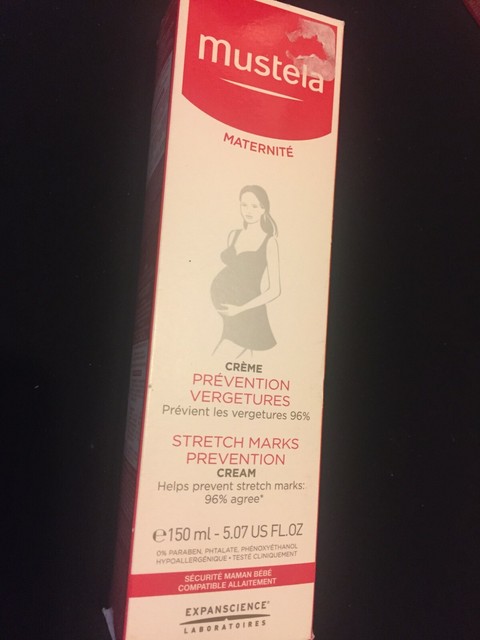 mustela
MATERNITÉ
CRÈME
PRÉVENTION
VERGETURES
Prévient les vergetures 96%
STRETCH MARKS
PREVENTION
CREAM
Helps prevent stretch marks:
96% agree*
℮150 ml - 5.07 US FL.OZ
0% PARABEN, PHTALATE, PHÉNOXYÉTHANOL
HYPOALLERGÉNIQUE • TESTÉ CLINIQUEMENT
SÉCURITÉ MAMAN BÉBÉ
COMPATIBLE ALLAITEMENT
EXPANSCIENCE®
LABORATOIRES